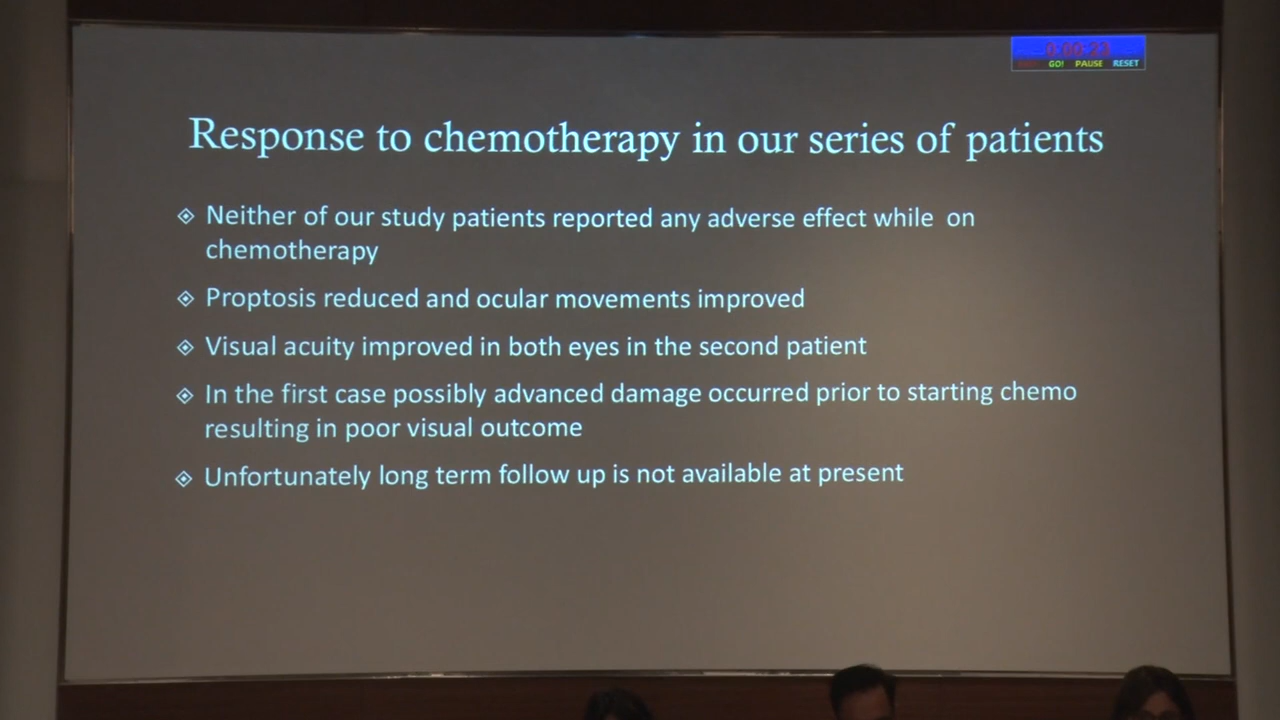 0:00:23
GO! PAUSE RESET
Response to chemotherapy in our series of patients
Neither of our study patients reported any adverse effect while on
chemotherapy
Proptosis reduced and ocular movements improved
Visual acuity improved in both eyes in the second patient
In the first case possibly advanced damage occurred prior to starting chemo
resulting in poor visual outcome
Unfortunately long term follow up is not available at present